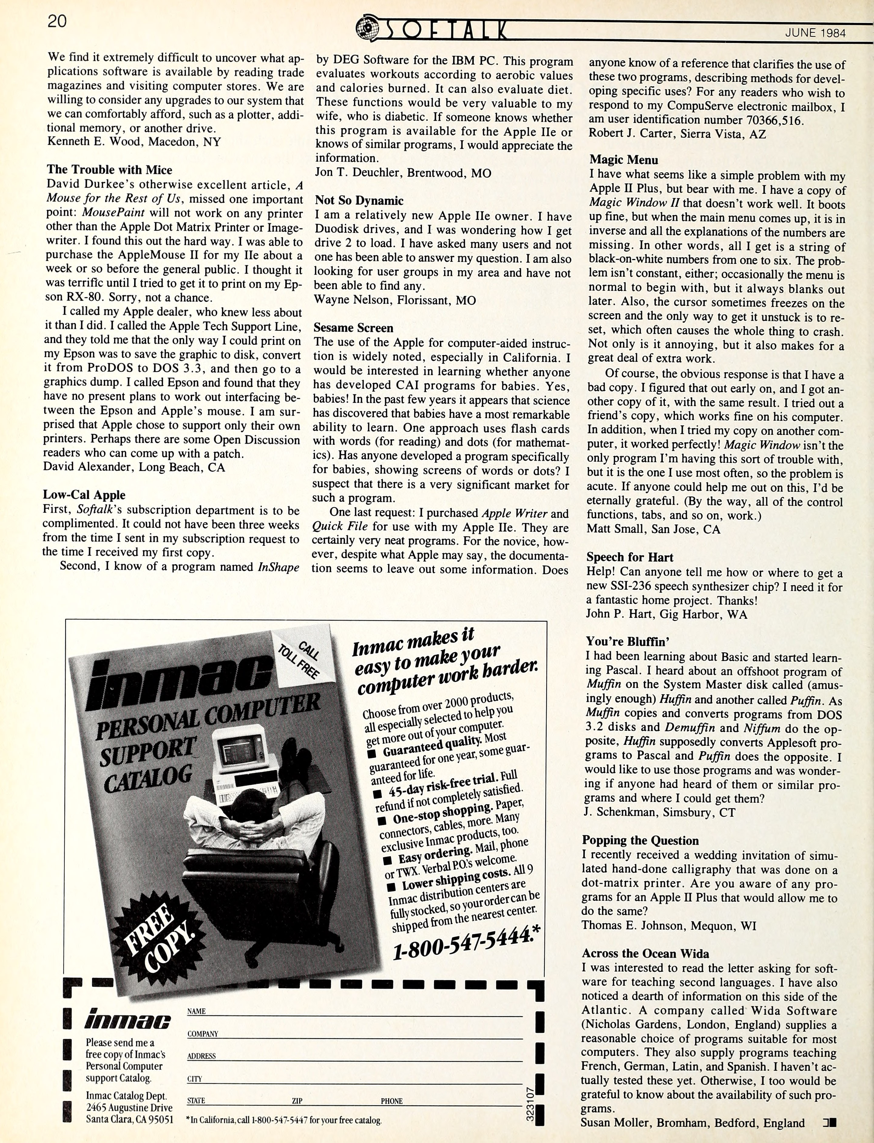 20
SOFTALK
JUNE 1984
We find it extremely difficult to uncover what ap-
plications software is available by reading trade
magazines and visiting computer stores. We are
willing to consider any upgrades to our system that
we can comfortably afford, such as a plotter, addi-
tional memory, or another drive.
Kenneth E. Wood, Macedon, NY
The Trouble with Mice
David Durkee's otherwise excellent article, A
Mouse for the Rest of Us, missed one important
point: MousePaint will not work on any printer
other than the Apple Dot Matrix Printer or Image-
writer. I found this out the hard way. I was able to
purchase the AppleMouse II for my IIe about a
week or so before the general public. I thought it
was terrific until I tried to get it to print on my Ep-
son RX-80. Sorry, not a chance.
I called my Apple dealer, who knew less about
it than I did. I called the Apple Tech Support Line,
and they told me that the only way I could print on
my Epson was to save the graphic to disk, convert
it from ProDOS to DOS 3.3, and then go to a
graphics dump. I called Epson and found that they
have no present plans to work out interfacing be-
tween the Epson and Apple's mouse. I am sur-
prised that Apple chose to support only their own
printers. Perhaps there are some Open Discussion
readers who can come up with a patch.
David Alexander, Long Beach, CA
Low-Cal Apple
First, Softalk's subscription department is to be
complimented. It could not have been three weeks
from the time I sent in my subscription request to
the time I received my first copy.
Second, I know of a program named InShape
by DEG Software for the IBM PC. This program
evaluates workouts according to aerobic values
and calories burned. It can also evaluate diet.
These functions would be very valuable to my
wife, who is diabetic. If someone knows whether
this program is available for the Apple IIe or
knows of similar programs, I would appreciate the
information.
Jon T. Deuchler, Brentwood, MO
Not So Dynamic
I am a relatively new Apple IIe owner. I have
Duodisk drives, and I was wondering how I get
drive 2 to load. I have asked many users and not
one has been able to answer my question. I am also
looking for user groups in my area and have not
been able to find any.
Wayne Nelson, Florissant, MO
Sesame Screen
The use of the Apple for computer-aided instruc-
tion is widely noted, especially in California. I
would be interested in learning whether anyone
has developed CAI programs for babies. Yes,
babies! In the past few years it appears that science
has discovered that babies have a most remarkable
ability to learn. One approach uses flash cards
with words (for reading) and dots (for mathemat-
ics). Has anyone developed a program specifically
for babies, showing screens of words or dots? I
suspect that there is a very significant market for
such a program.
One last request: I purchased Apple Writer and
Quick File for use with my Apple IIe. They are
certainly very neat programs. For the novice, how-
ever, despite what Apple may say, the documenta-
tion seems to leave out some information. Does
anyone know of a reference that clarifies the use of
these two programs, describing methods for devel-
oping specific uses? For any readers who wish to
respond to my CompuServe electronic mailbox, I
am user identification number 70366,516.
Robert J. Carter, Sierra Vista, AZ
Magic Menu
I have what seems like a simple problem with my
Apple II Plus, but bear with me. I have a copy of
Magic Window II that doesn't work well. It boots
up fine, but when the main menu comes up, it is in
inverse and all the explanations of the numbers are
missing. In other words, all I get is a string of
black-on-white numbers from one to six. The prob-
lem isn't constant, either; occasionally the menu is
normal to begin with, but it always blanks out
later. Also, the cursor sometimes freezes on the
screen and the only way to get it unstuck is to re-
set, which often causes the whole thing to crash.
Not only is it annoying, but it also makes for a
great deal of extra work.
Of course, the obvious response is that I have a
bad copy. I figured that out early on, and I got an-
other copy of it, with the same result. I tried out a
friend's copy, which works fine on his computer.
In addition, when I tried my copy on another com-
puter, it worked perfectly! Magic Window isn't the
only program I'm having this sort of trouble with,
but it is the one I use most often, so the problem is
acute. If anyone could help me out on this, I'd be
eternally grateful. (By the way, all of the control
functions, tabs, and so on, work.)
Matt Small, San Jose, CA
Speech for Hart
Help! Can anyone tell me how or where to get a
new SSI-236 speech synthesizer chip? I need it for
a fantastic home project. Thanks!
John P. Hart, Gig Harbor, WA
You're Bluffin'
I had been learning about Basic and started learn-
ing Pascal. I heard about an offshoot program of
Muffin on the System Master disk called (amus-
ingly enough) Huffin and another called Puffin. As
Muffin copies and converts programs from DOS
3.2 disks and Demuffin and Niffum do the op-
posite, Huffin supposedly converts Applesoft pro-
grams to Pascal and Puffin does the opposite. I
would like to use those programs and was wonder-
ing if anyone had heard of them or similar pro-
grams and where I could get them?
J. Schenkman, Simsbury, CT
Popping the Question
I recently received a wedding invitation of simu-
lated hand-done calligraphy that was done on a
dot-matrix printer. Are you aware of any pro-
grams for an Apple II Plus that would allow me to
do the same?
Thomas E. Johnson, Mequon, WI
Across the Ocean Wida
I was interested to read the letter asking for soft-
ware for teaching second languages. I have also
noticed a dearth of information on this side of the
Atlantic. A company called Wida Software
(Nicholas Gardens, London, England) supplies a
reasonable choice of programs suitable for most
computers. They also supply programs teaching
French, German, Latin, and Spanish. I haven't ac-
tually tested these yet. Otherwise, I too would be
grateful to know about the availability of such pro-
grams.
Susan Moller, Bromham, Bedford, England
inmac
CALL
TOLL FREE
PERSONAL COMPUTER
SUPPORT
CATALOG
FREE
COPY.
Inmac makes it
easy to make your
computer work harder.
Choose from over 2000 products,
all especially selected to help you
get more out of your computer.
■ Guaranteed quality. Most
guaranteed for one year, some guar-
anteed for life.
■ 45-day risk-free trial. Full
refund if not completely satisfied.
■ One-stop shopping. Paper,
connectors, cables, more. Many
exclusive Inmac products, too.
■ Easy ordering. Mail, phone
or TWX. Verbal P.O.'s welcome.
■ Lower shipping costs. All 9
Inmac distribution centers are
fully stocked, so your order can be
shipped from the nearest center.
1-800-547-5444.*
inmac
Please send me a
free copy of Inmac's
Personal Computer
support Catalog.
Inmac Catalog Dept.
2465 Augustine Drive
Santa Clara, CA 95051
NAME
COMPANY
ADDRESS
CITY
STATE ZIP PHONE
*In California, call 1-800-547-5447 for your free catalog.
323107